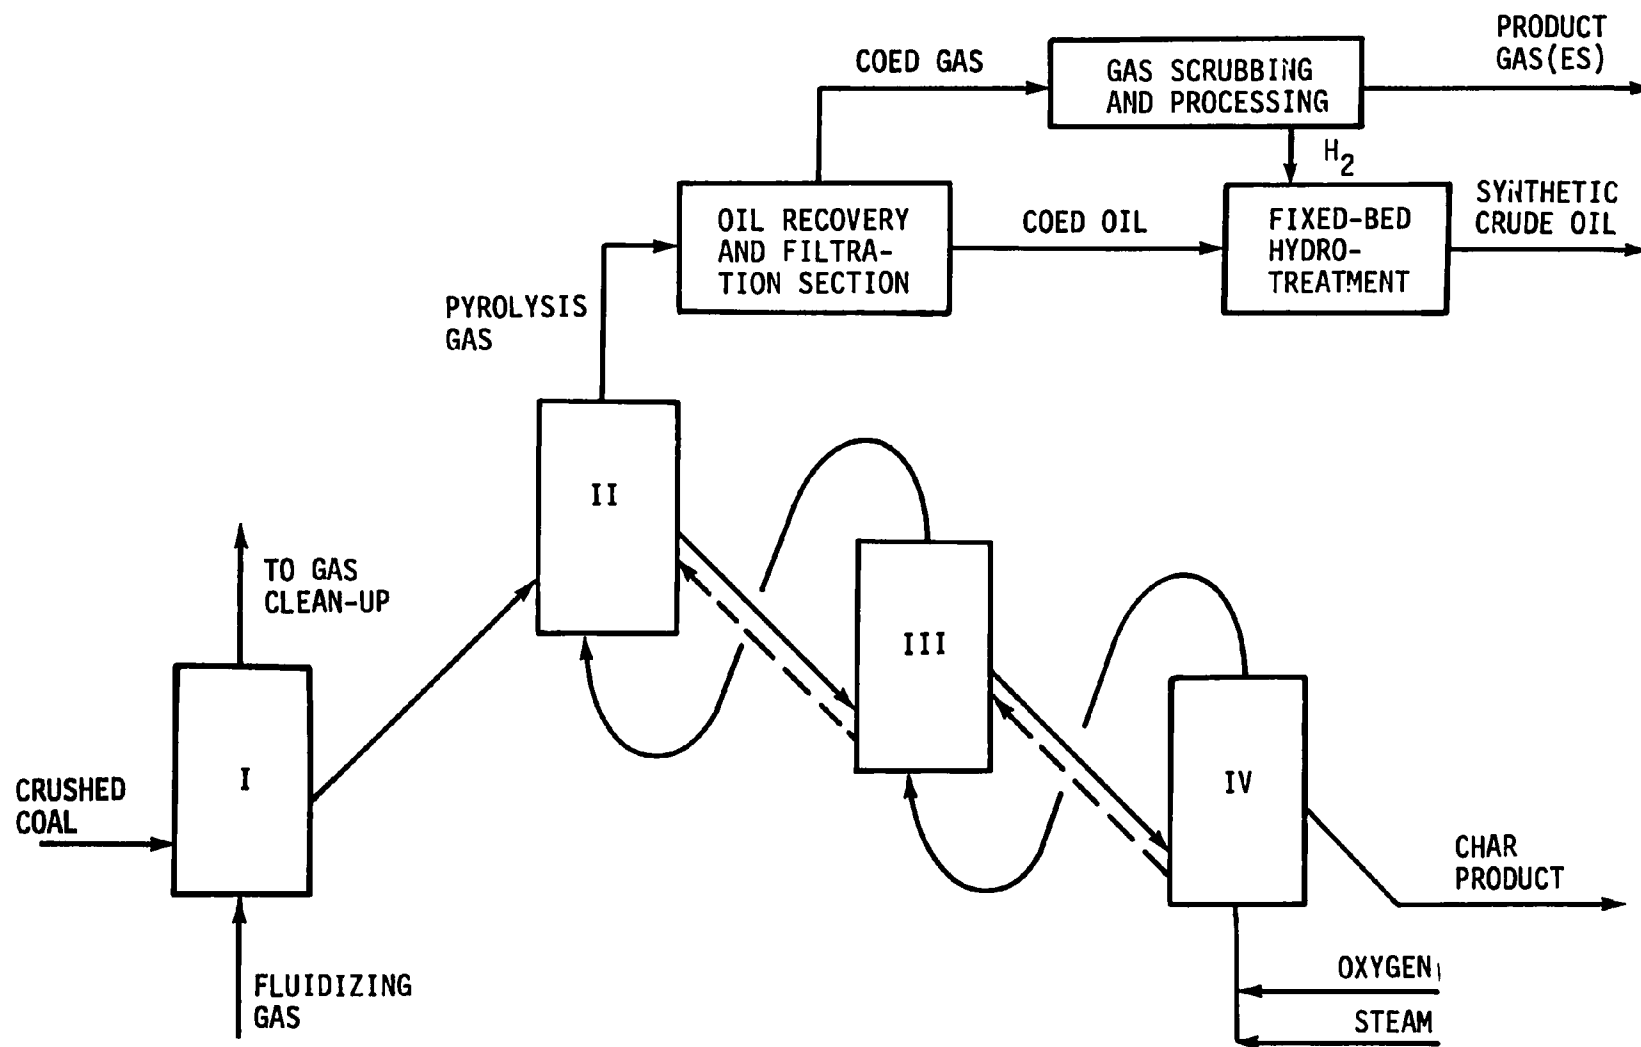 PRODUCT
GAS(ES)
COED GAS
GAS SCRUBBING
AND PROCESSING
H2
OIL RECOVERY
AND FILTRA-
TION SECTION
COED OIL
FIXED-BED
HYDRO-
TREATMENT
SYNTHETIC
CRUDE OIL
PYROLYSIS
GAS
II
TO GAS
CLEAN-UP
III
I
IV
CRUSHED
COAL
CHAR
PRODUCT
FLUIDIZING
GAS
OXYGEN
STEAM